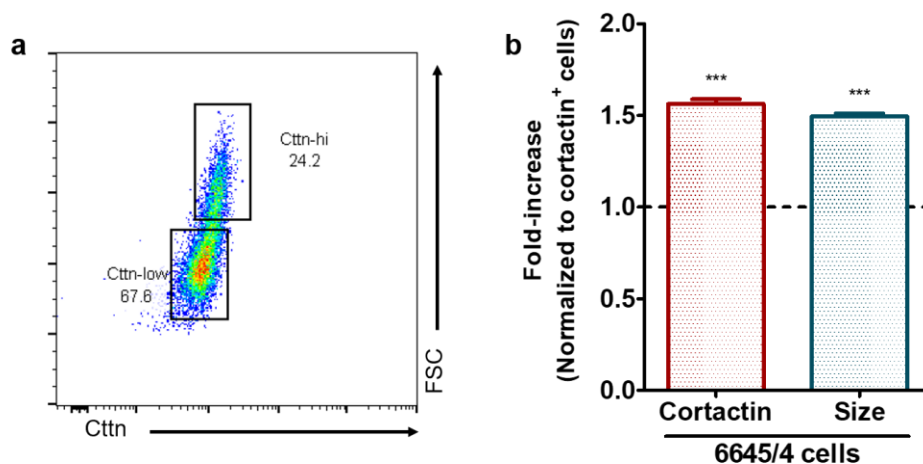 a
Cttn-hi
24.2
Cttn-low
67.6
FSC
Cttn
b
Fold-increase
(Normalized to cortactin⁺ cells)
2.0
1.5
1.0
0.5
0.0
***
***
Cortactin Size
6645/4 cells